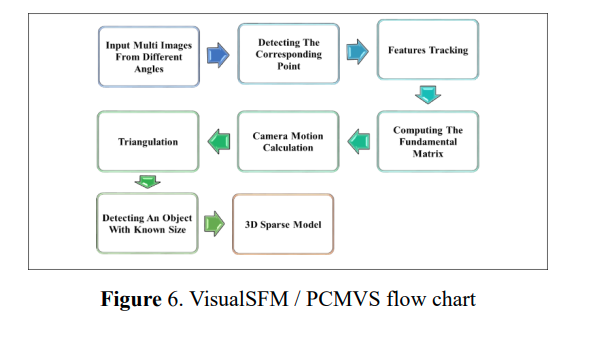 Input Multi Images
From Different
Angles
Detecting The
Corresponding
Point
Features Tracking
Computing The
Fundamental
Matrix
Camera Motion
Calculation
Triangulation
Detecting An Object
With Known Size
3D Sparse Model
Figure 6. VisualSFM / PCMVS flow chart